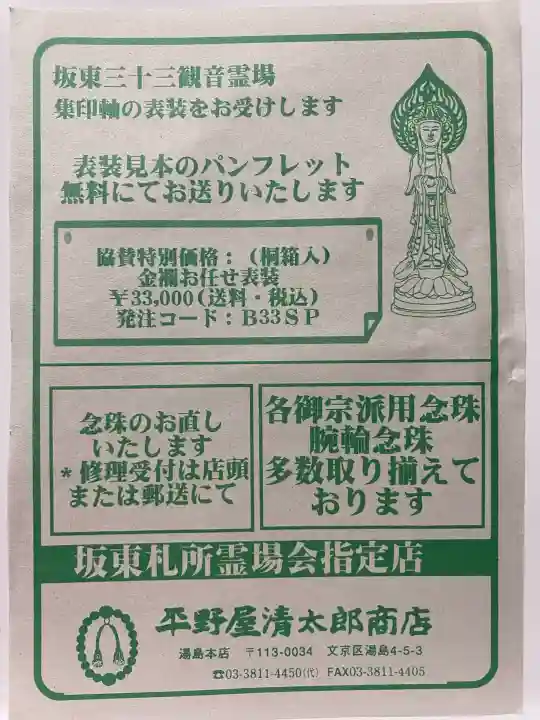 坂東三十三観音霊場
集印軸の表装をお受けします
表装見本のパンフレット
無料にてお送りいたします
協賛特別価格：（桐箱入）
金襴お任せ表装
￥33,000（送料・税込）
発注コード：B33SP
念珠のお直し
いたします
*修理受付は店頭
または郵送にて
各御宗派用念珠
腕輪念珠
多数取り揃えて
おります
坂東札所霊場会指定店
平野屋清太郎商店
湯島本店 〒113-0034 文京区湯島4-5-3
☎03-3811-4450㈹ FAX03-3811-4405